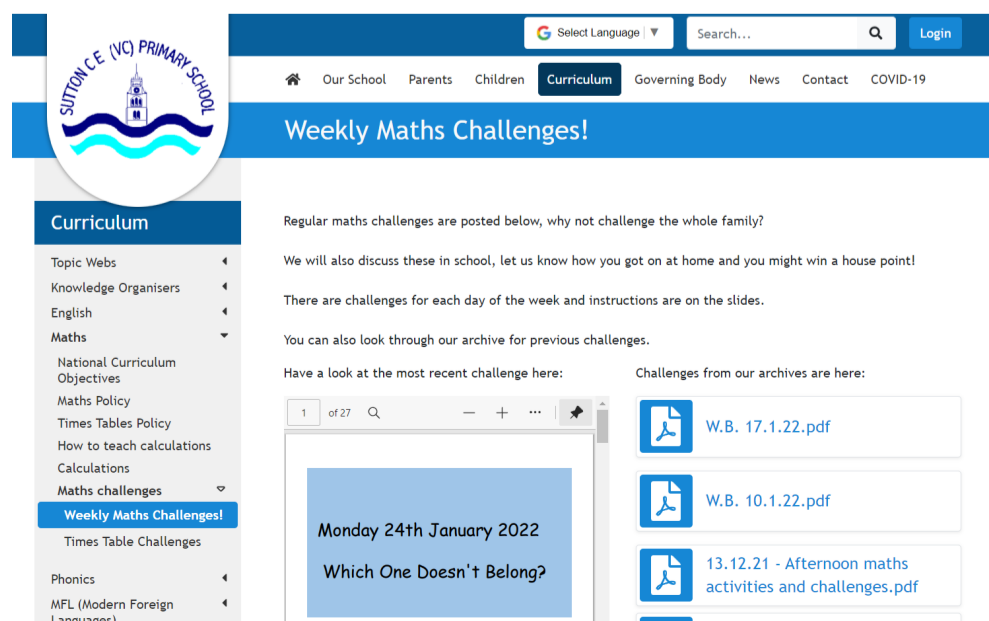 SUTTON C.E. (VC) PRIMARY SCHOOL
Select Language ▼
Search...
Login
Our School
Parents
Children
Curriculum
Governing Body
News
Contact
COVID-19
Weekly Maths Challenges!
Curriculum
Topic Webs
Knowledge Organisers
English
Maths
National Curriculum
Objectives
Maths Policy
Times Tables Policy
How to teach calculations
Calculations
Maths challenges
Weekly Maths Challenges!
Times Table Challenges
Phonics
MFL (Modern Foreign
Languages)
Regular maths challenges are posted below, why not challenge the whole family?
We will also discuss these in school, let us know how you got on at home and you might win a house point!
There are challenges for each day of the week and instructions are on the slides.
You can also look through our archive for previous challenges.
Have a look at the most recent challenge here:
1 of 27
Monday 24th January 2022
Which One Doesn't Belong?
Challenges from our archives are here:
W.B. 17.1.22.pdf
W.B. 10.1.22.pdf
13.12.21 - Afternoon maths
activities and challenges.pdf